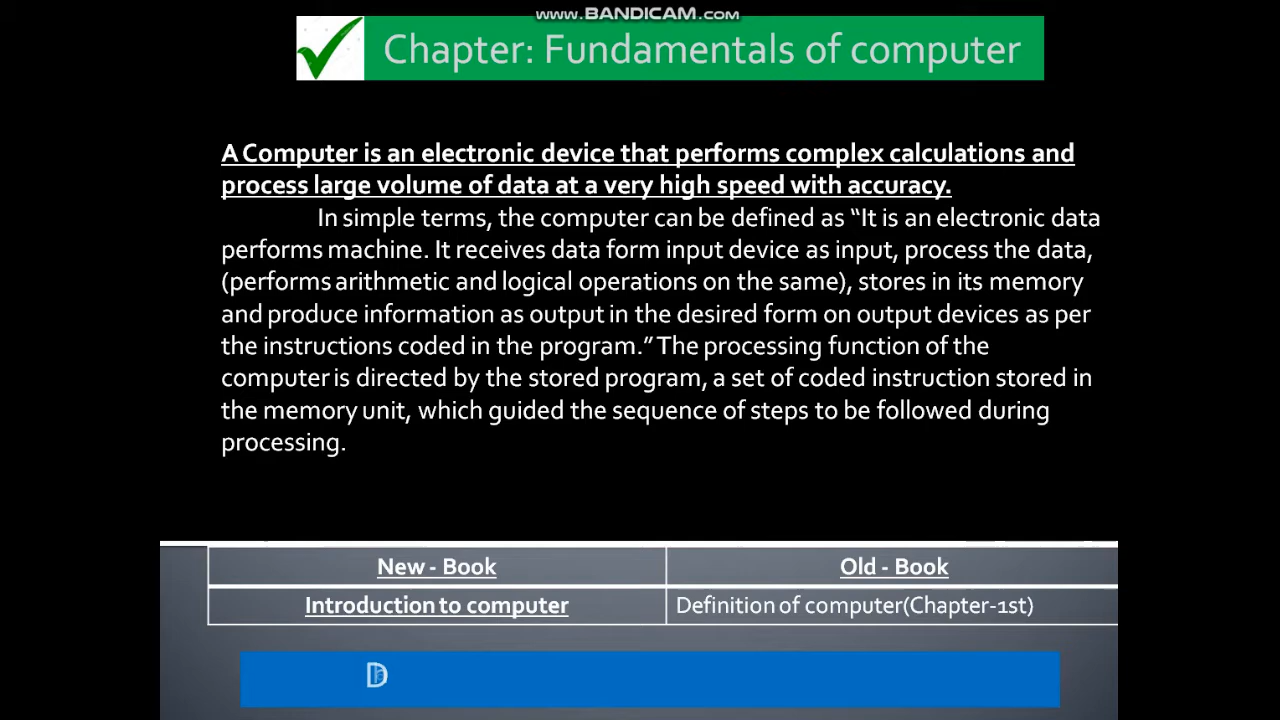 www.BANDICAM.com
Chapter: Fundamentals of computer
A Computer is an electronic device that performs complex calculations and
process large volume of data at a very high speed with accuracy.
In simple terms, the computer can be defined as “It is an electronic data
performs machine. It receives data form input device as input, process the data,
(performs arithmetic and logical operations on the same), stores in its memory
and produce information as output in the desired form on output devices as per
the instructions coded in the program.” The processing function of the
computer is directed by the stored program, a set of coded instruction stored in
the memory unit, which guided the sequence of steps to be followed during
processing.
New - Book Old - Book
Introduction to computer Definition of computer(Chapter-1st)